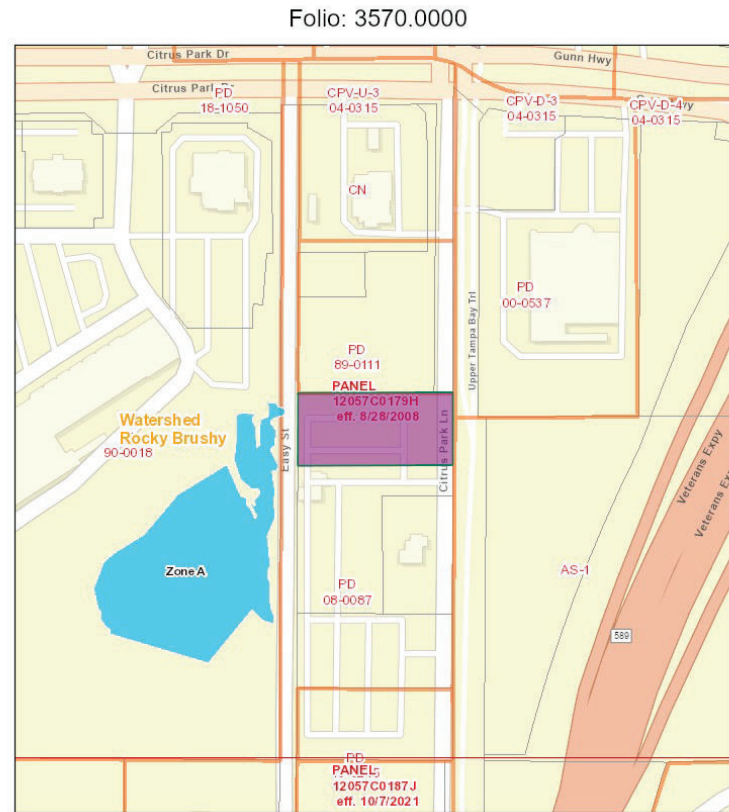 Folio: 3570.0000
Citrus Park Dr
Gunn Hwy
Citrus Park Dr
PD
18-1050
CPV-U-3
04-0315
CPV-D-3
04-0315
CPV-D-4
04-0315
CN
PD
00-0537
Upper Tampa Bay Trl
PD
89-0111
PANEL
12057C0179H
eff. 8/28/2008
Watershed
Rocky Brushy
90-0018
Easy St
Citrus Park Ln
Veterans Expy
Veterans Expy
Zone A
AS-1
PD
08-0087
589
PD
PANEL
12057C0187J
eff. 10/7/2021